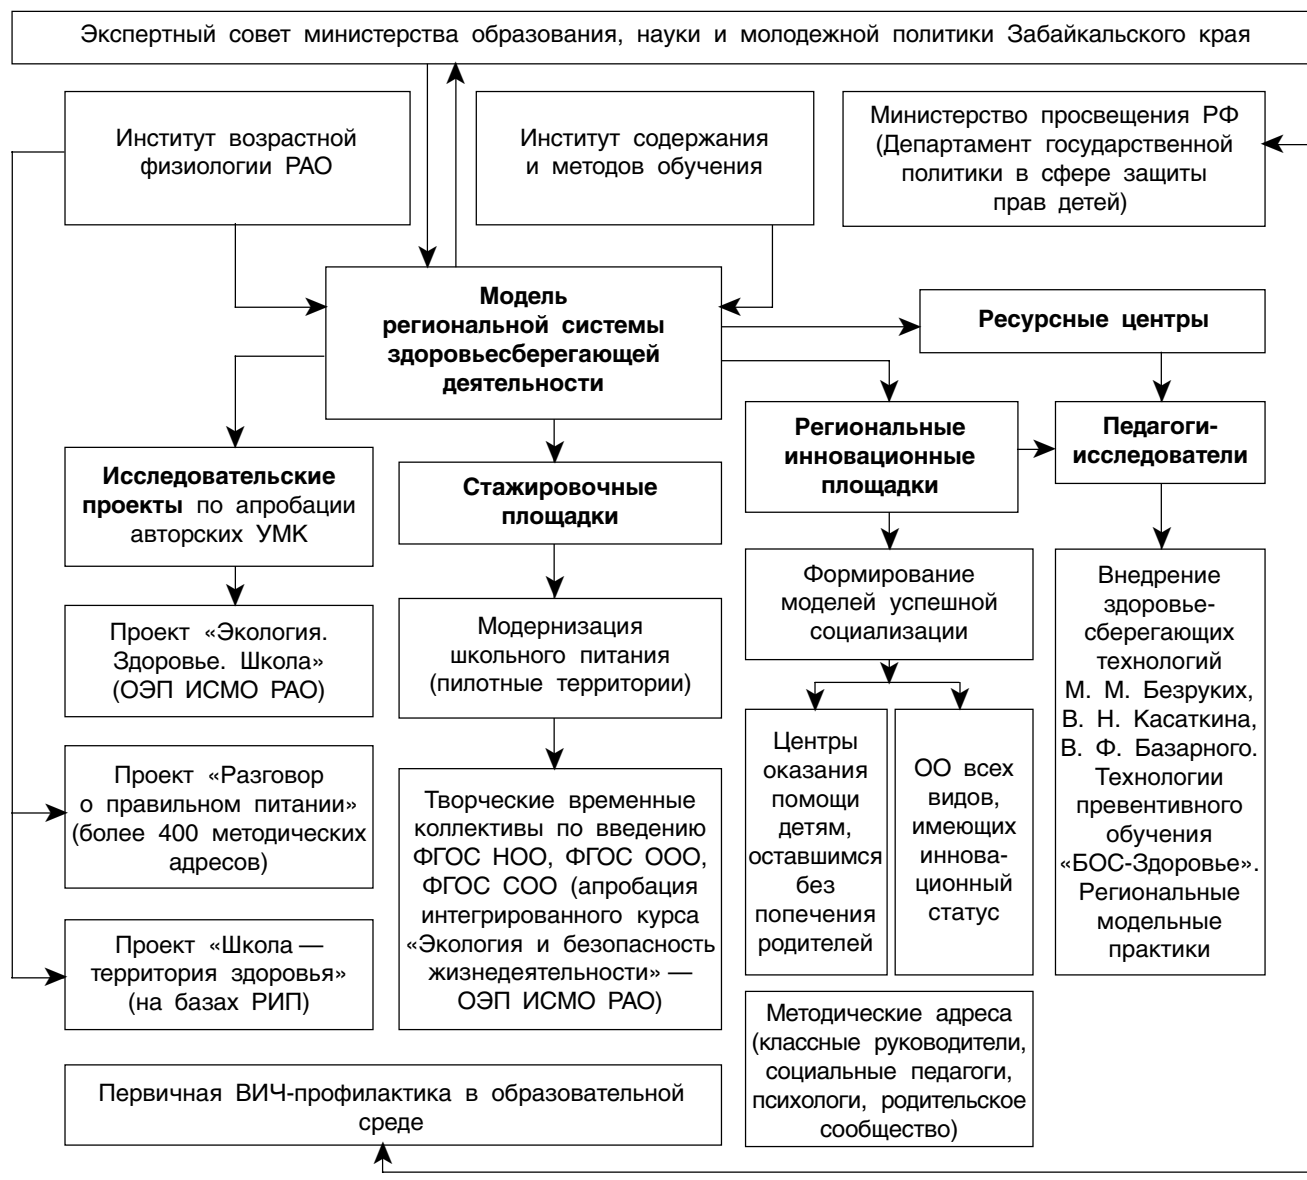 Экспертный совет министерства образования, науки и молодежной политики Забайкальского края
Институт возрастной
физиологии РАО
Институт содержания
и методов обучения
Министерство просвещения РФ
(Департамент государственной
политики в сфере защиты
прав детей)
Модель
региональной системы
здоровьесберегающей
деятельности
Ресурсные центры
Исследовательские
проекты по апробации
авторских УМК
Стажировочные
площадки
Региональные
инновационные
площадки
Педагоги-
исследователи
Проект «Экология.
Здоровье. Школа»
(ОЭП ИСМО РАО)
Модернизация
школьного питания
(пилотные территории)
Формирование
моделей успешной
социализации
Внедрение
здоровье-
сберегающих
технологий
М. М. Безруких,
В. Н. Касаткина,
В. Ф. Базарного.
Технологии
превентивного
обучения
«БОС-Здоровье».
Региональные
модельные
практики
Проект «Разговор
о правильном питании»
(более 400 методических
адресов)
Творческие временные
коллективы по введению
ФГОС НОО, ФГОС ООО,
ФГОС СОО (апробация
интегрированного курса
«Экология и безопасность
жизнедеятельности» —
ОЭП ИСМО РАО)
Центры
оказания
помощи
детям,
оставшимся
без
попечения
родителей
ОО всех
видов,
имеющих
иннова-
ционный
статус
Проект «Школа —
территория здоровья»
(на базах РИП)
Методические адреса
(классные руководители,
социальные педагоги,
психологи, родительское
сообщество)
Первичная ВИЧ-профилактика в образовательной
среде